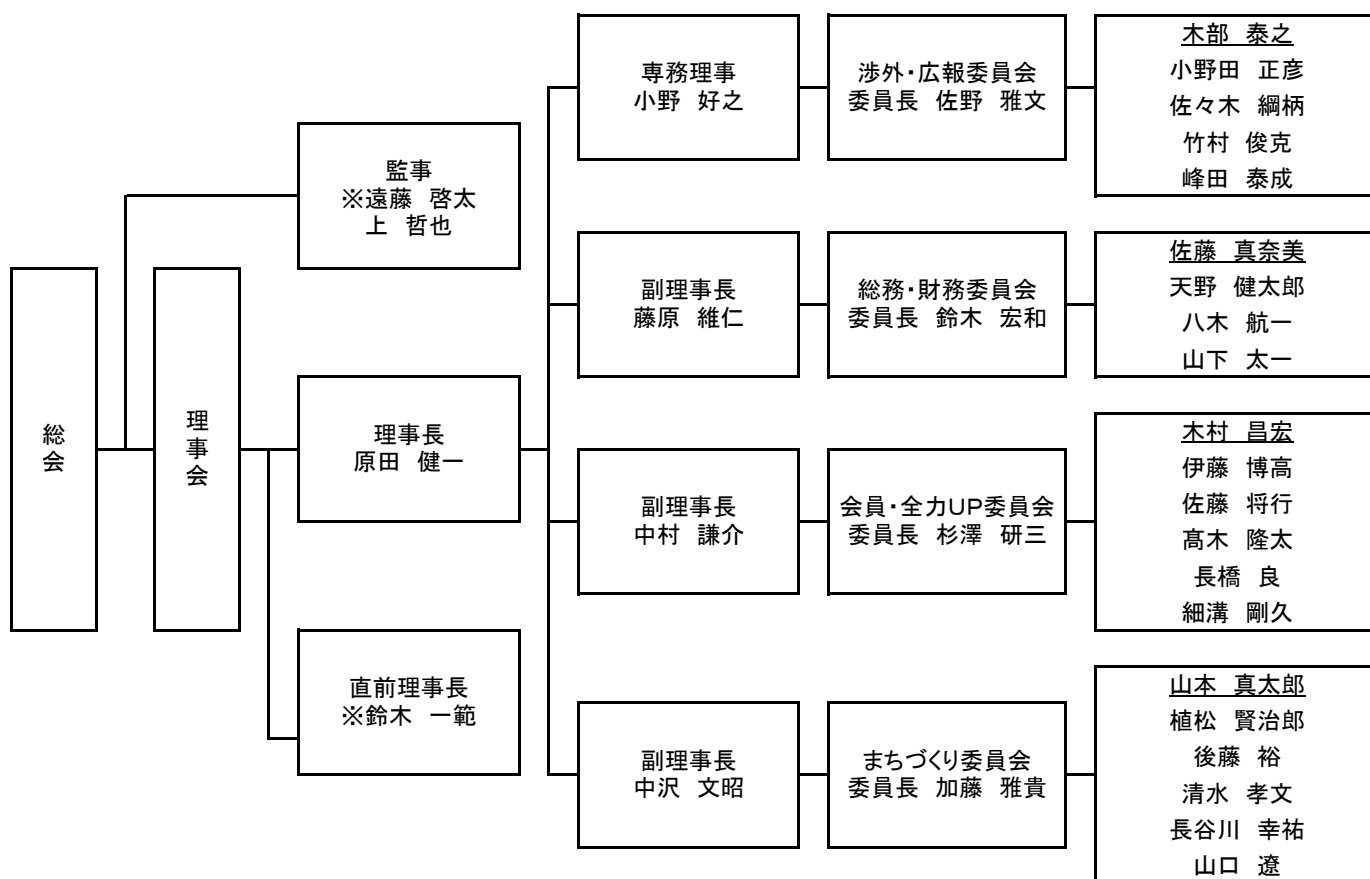 総会
理事会
監事
※遠藤 啓太
上 哲也
理事長
原田 健一
直前理事長
※鈴木 一範
専務理事
小野 好之
渉外・広報委員会
委員長 佐野 雅文
木部 泰之
小野田 正彦
佐々木 綱柄
竹村 俊克
峰田 泰成
副理事長
藤原 維仁
総務・財務委員会
委員長 鈴木 宏和
佐藤 真奈美
天野 健太郎
八木 航一
山下 太一
副理事長
中村 謙介
会員・全力UP委員会
委員長 杉澤 研三
木村 昌宏
伊藤 博高
佐藤 将行
髙木 隆太
長橋 良
細溝 剛久
副理事長
中沢 文昭
まちづくり委員会
委員長 加藤 雅貴
山本 真太郎
植松 賢治郎
後藤 裕
清水 孝文
長谷川 幸祐
山口 遼